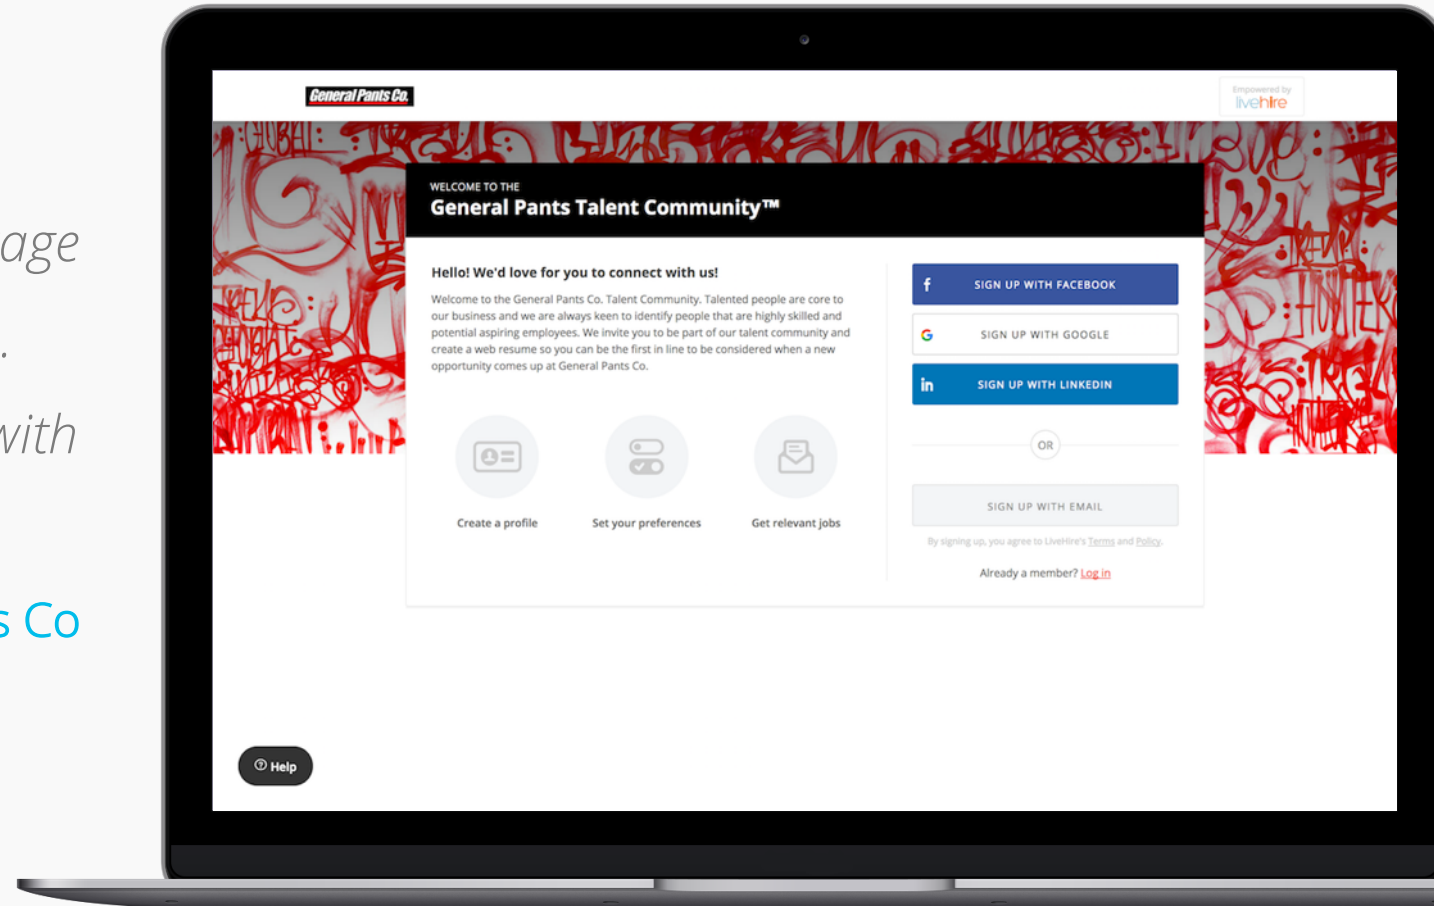 age
.
with
s Co
General Pants Co.
Empowered by
livehire
WELCOME TO THE
General Pants Talent Community™
Hello! We'd love for you to connect with us!
Welcome to the General Pants Co. Talent Community. Talented people are core to
our business and we are always keen to identify people that are highly skilled and
potential aspiring employees. We invite you to be part of our talent community and
create a web resume so you can be the first in line to be considered when a new
opportunity comes up at General Pants Co.
Create a profile
Set your preferences
Get relevant jobs
f SIGN UP WITH FACEBOOK
G SIGN UP WITH GOOGLE
in SIGN UP WITH LINKEDIN
OR
SIGN UP WITH EMAIL
By signing up, you agree to LiveHire's Terms and Policy.
Already a member? Log in
? Help